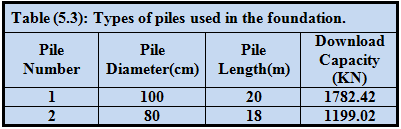 Table (5.3): Types of piles used in the foundation.
Pile Number Pile Diameter(cm) Pile Length(m) Download Capacity (KN)
1 100 20 1782.42
2 80 18 1199.02